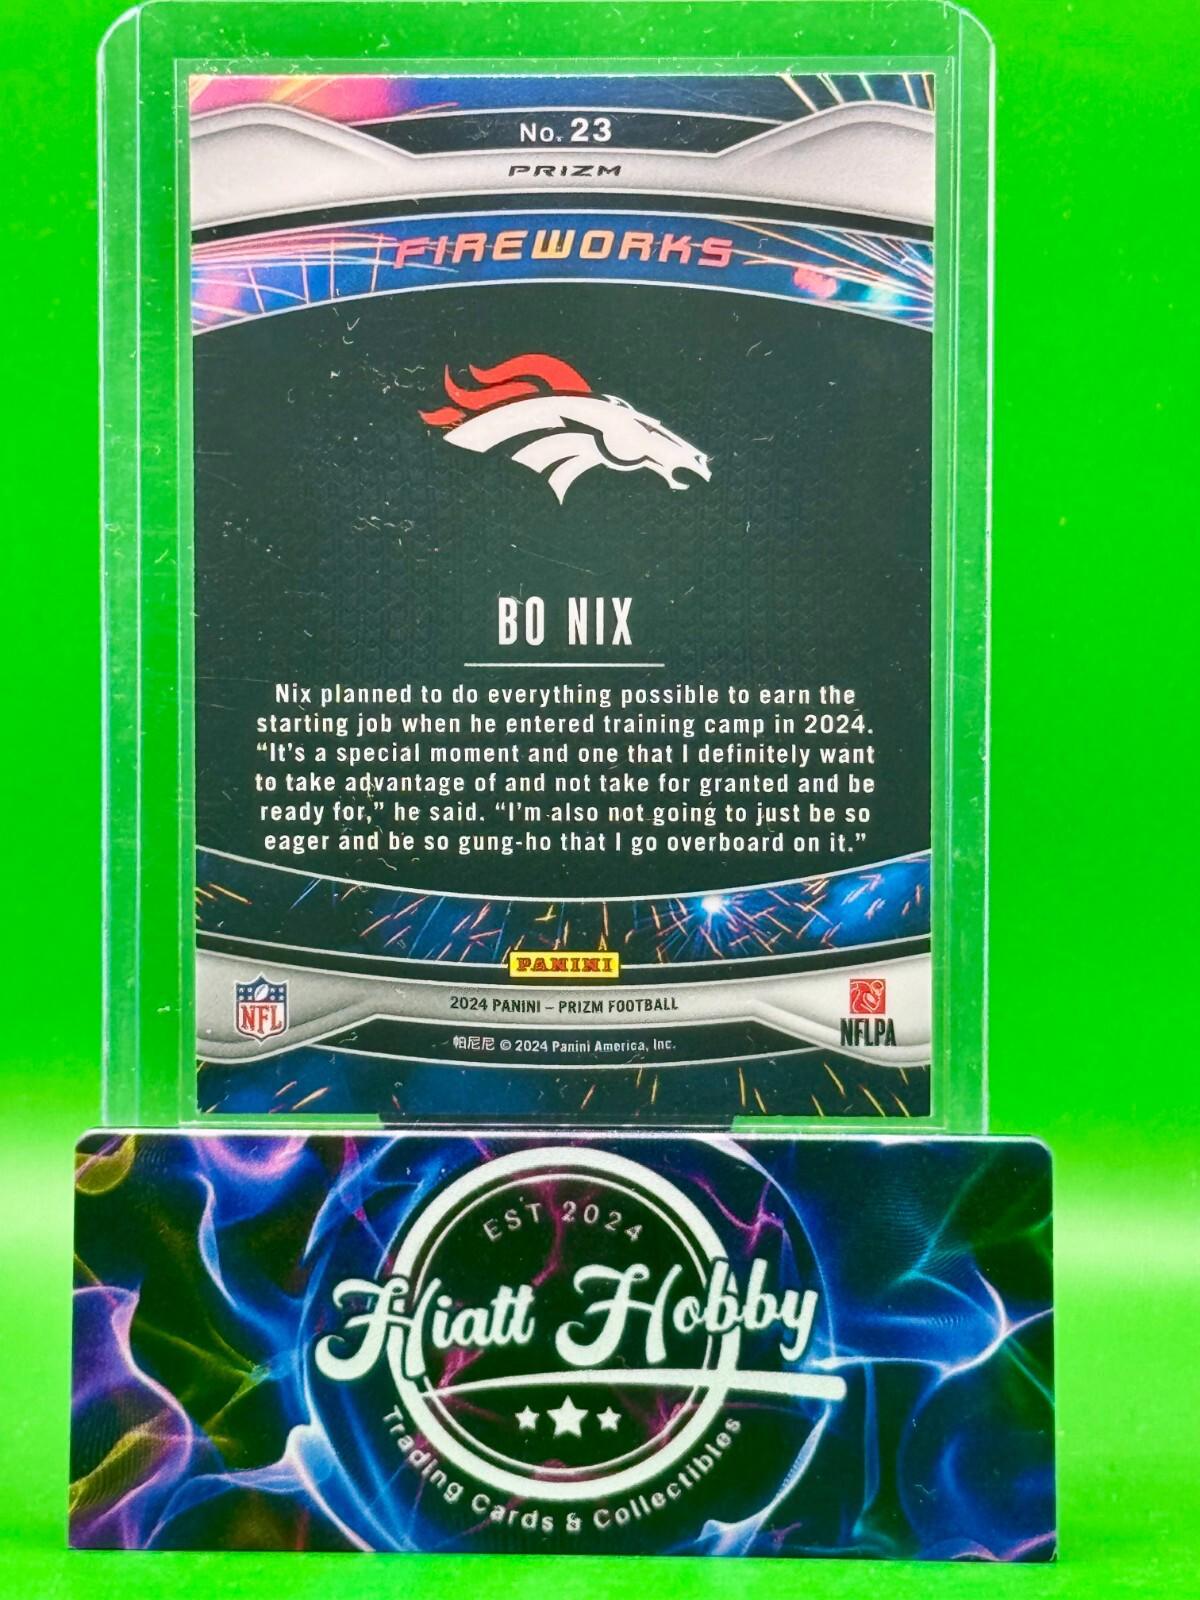 No. 23
PRIZM
FIREWORKS
BO NIX
Nix planned to do everything possible to earn the
starting job when he entered training camp in 2024.
“It's a special moment and one that I definitely want
to take advantage of and not take for granted and be
ready for,” he said. “I'm also not going to just be so
eager and be so gung-ho that I go overboard on it.”
PANINI
NFL
2024 PANINI – PRIZM FOOTBALL
NFLPA
帕尼尼 © 2024 Panini America, Inc.
EST 2024
Hiatt Hobby
Trading Cards & Collectibles